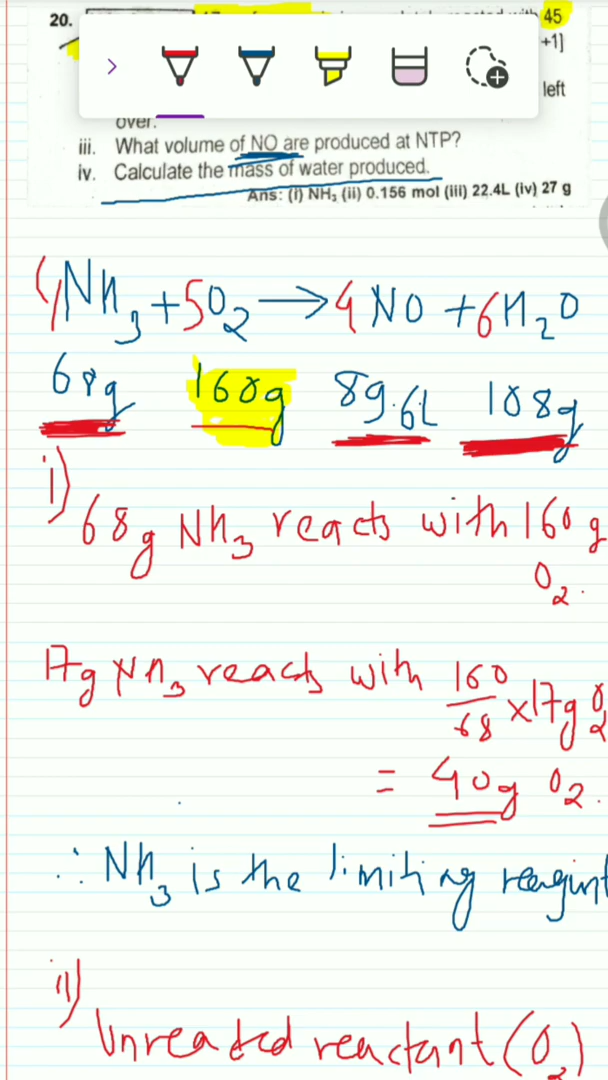 20.
with 45
+1]
left
over.
iii. What volume of NO are produced at NTP?
iv. Calculate the mass of water produced.
Ans: (i) NH₃ (ii) 0.156 mol (iii) 22.4L (iv) 27 g
4NH₃ + 5O₂ → 4NO + 6H₂O
68g 160g 89.6L 108g
i)
68g NH₃ reacts with 160g
O₂.
17g NH₃ reacts with 160/68 × 17g O₂
= 40g O₂.
∴ NH₃ is the limiting reagint
ii)
Unreacted reactant (O₂)